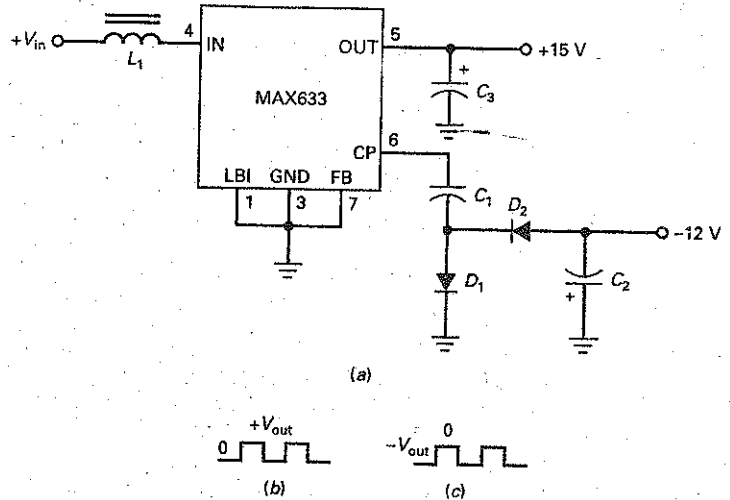 +Vin
L1
4
IN
MAX633
OUT
5
+15 V
+
C3
CP
6
C1
LBI GND FB
1 3 7
D2
-12 V
D1
C2
+
(a)
+Vout
0
(b)
0
-Vout
(c)